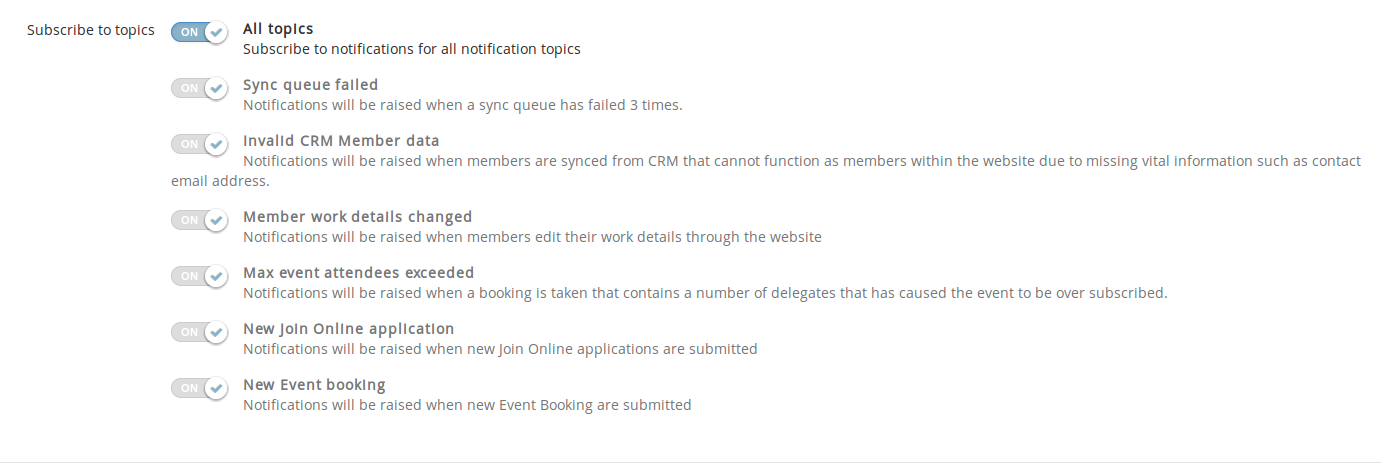 Subscribe to topics ON All topics
Subscribe to notifications for all notification topics
ON Sync queue failed
Notifications will be raised when a sync queue has failed 3 times.
ON Invalid CRM Member data
Notifications will be raised when members are synced from CRM that cannot function as members within the website due to missing vital information such as contact
email address.
ON Member work details changed
Notifications will be raised when members edit their work details through the website
ON Max event attendees exceeded
Notifications will be raised when a booking is taken that contains a number of delegates that has caused the event to be over subscribed.
ON New Join Online application
Notifications will be raised when new Join Online applications are submitted
ON New Event booking
Notifications will be raised when new Event Booking are submitted